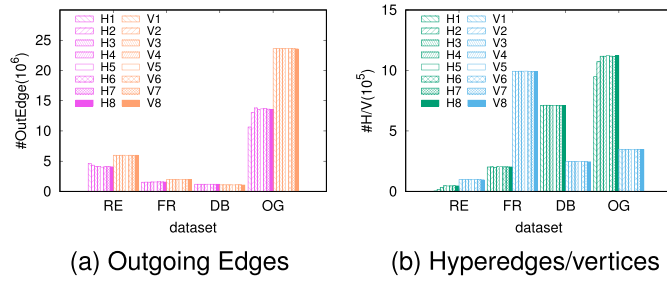 #OutEdge(10^6)
25
20
15
10
5
0
H1 V1
H2 V2
H3 V3
H4 V4
H5 V5
H6 V6
H7 V7
H8 V8
RE FR DB OG
dataset
(a) Outgoing Edges
#H/V(10^5)
15
10
5
0
H1 V1
H2 V2
H3 V3
H4 V4
H5 V5
H6 V6
H7 V7
H8 V8
RE FR DB OG
dataset
(b) Hyperedges/vertices